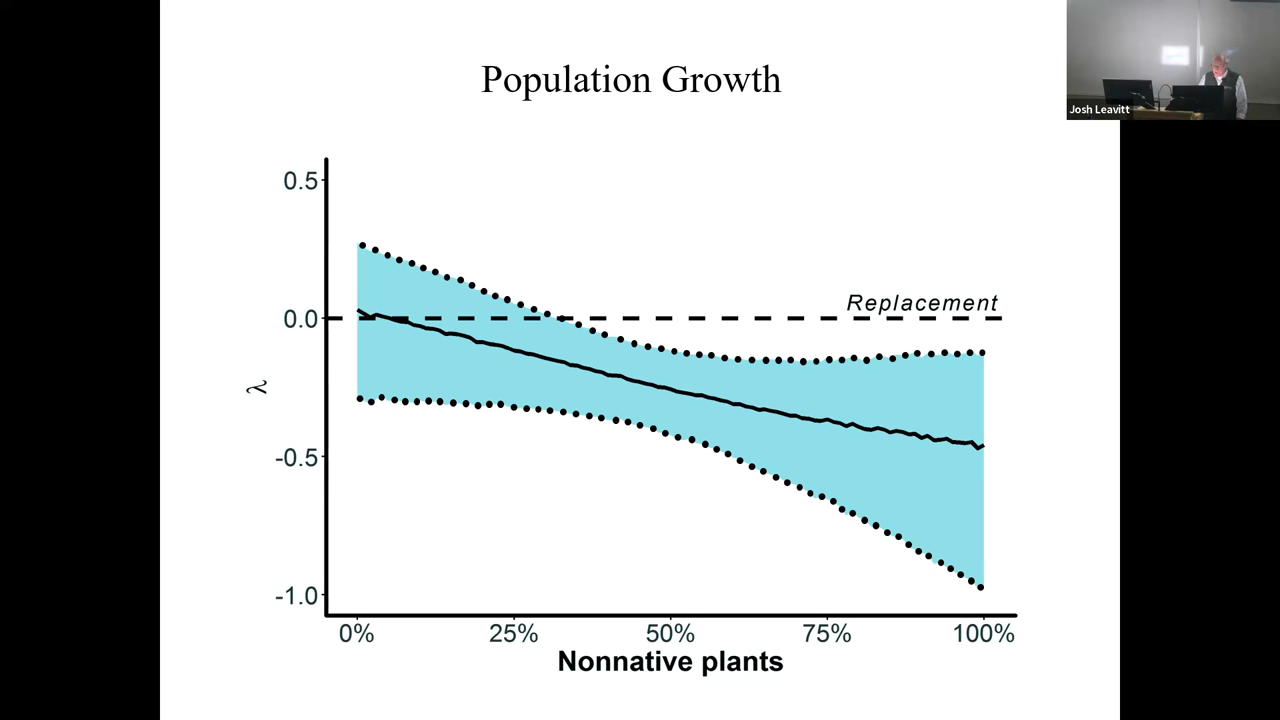 Population Growth
Josh Leavitt
0.5
0.0
-0.5
-1.0
λ
Replacement
0%
25%
50%
75%
100%
Nonnative plants